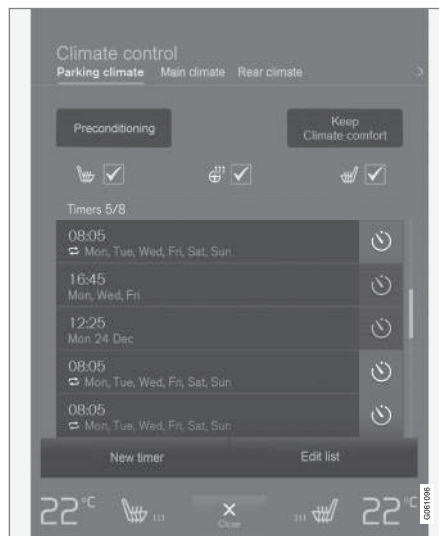 Climate control
Parking climate Main climate Rear climate
Preconditioning
Keep
Climate comfort
Timers 5/8
08:05
Mon, Tue, Wed, Fri, Sat, Sun
16:45
Mon, Wed, Fri
12:25
Mon 24 Dec
08:05
Mon, Tue, Wed, Fri, Sat, Sun
08:05
Mon, Tue, Wed, Fri, Sat, Sun
New timer Edit list
22°C 22°C
Close
G061096